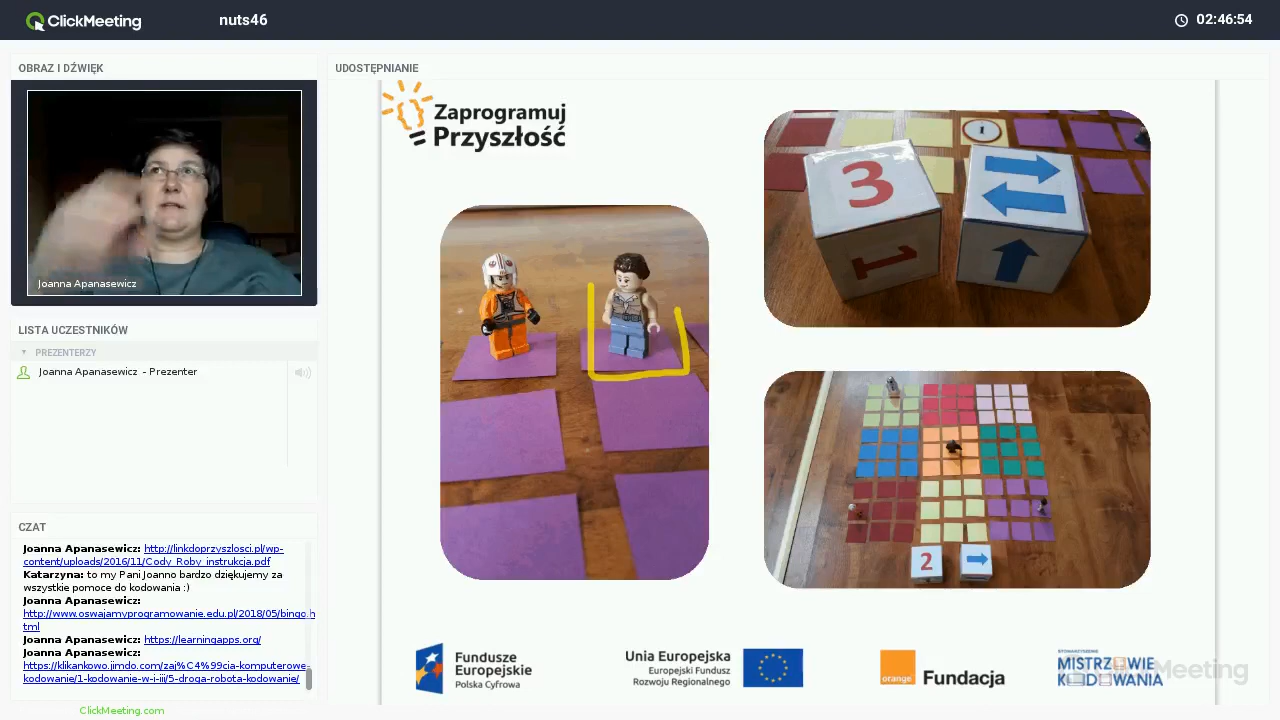 ClickMeeting
nuts46
02:46:54
OBRAZ I DŹWIĘK
UDOSTĘPNIANIE
Joanna Apanasewicz
LISTA UCZESTNIKÓW
PREZENTERZY
Joanna Apanasewicz - Prezenter
CZAT
Joanna Apanasewicz: http://linkdoprzyszlosci.pl/wp-
content/uploads/2016/11/Cody_Roby_instrukcja.pdf
Katarzyna: to my Pani Joanno bardzo dziękujemy za
wszystkie pomoce do kodowania :)
Joanna Apanasewicz:
http://www.oswajamyprogramowanie.edu.pl/2018/05/bingo.h
tml
Joanna Apanasewicz: https://learningapps.org/
Joanna Apanasewicz:
https://klikankowo.jimdo.com/zaj%C4%99cia-komputerowe-
kodowanie/1-kodowanie-w-i-iii/5-droga-robota-kodowanie/
ClickMeeting.com
Zaprogramuj
Przyszłość
1
3
1
2
Fundusze
Europejskie
Polska Cyfrowa
Unia Europejska
Europejski Fundusz
Rozwoju Regionalnego
orange
Fundacja
STOWARZYSZENIE
MISTRZOWIE
KODOWANIA
ClickMeeting